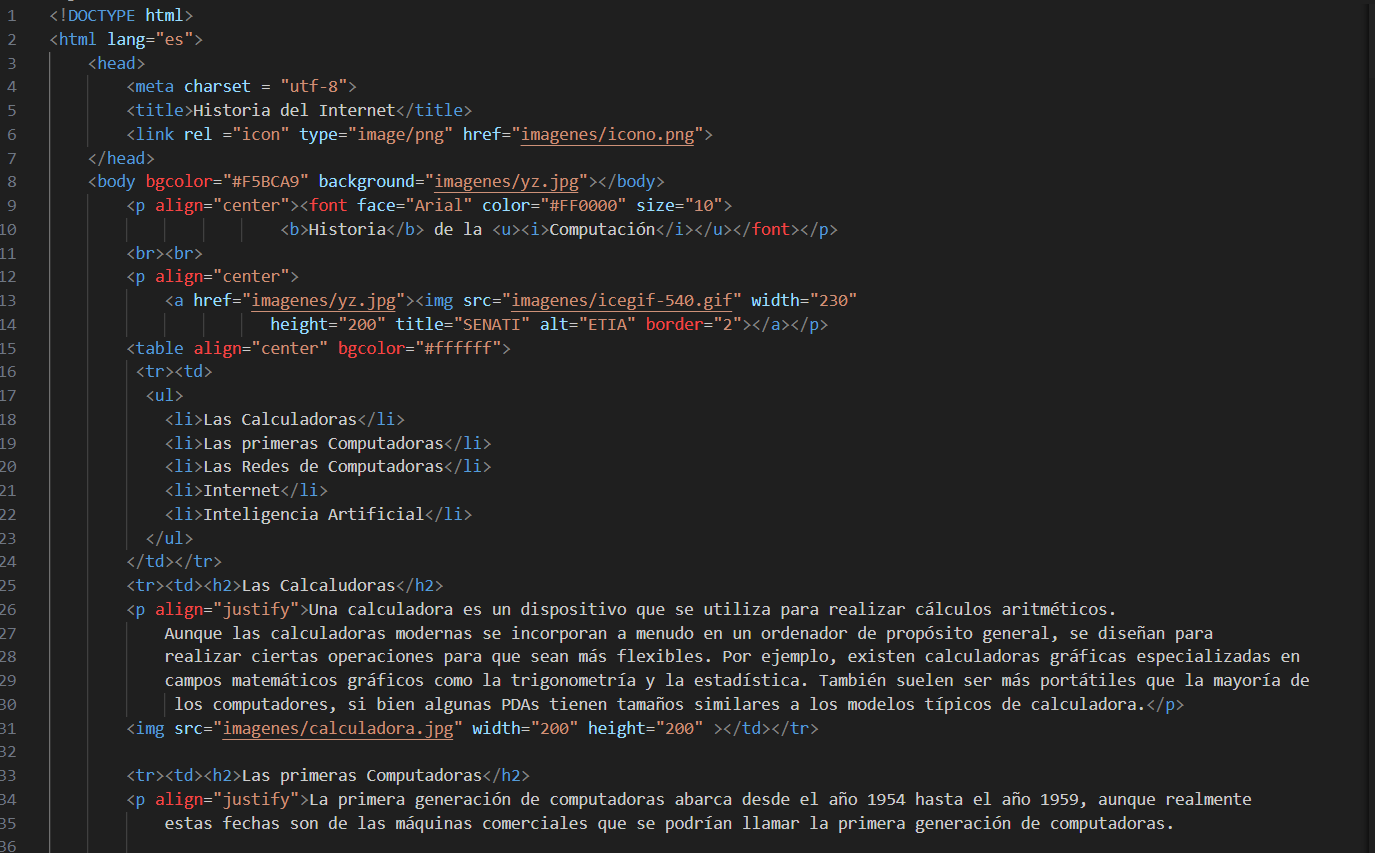 1 <!DOCTYPE html>
2 <html lang="es">
3 <head>
4 <meta charset = "utf-8">
5 <title>Historia del Internet</title>
6 <link rel ="icon" type="image/png" href="imagenes/icono.png">
7 </head>
8 <body bgcolor="#F5BCA9" background="imagenes/yz.jpg"></body>
9 <p align="center"><font face="Arial" color="#FF0000" size="10">
10 <b>Historia</b> de la <u><i>Computación</i></u></font></p>
11 <br><br>
12 <p align="center">
13 <a href="imagenes/yz.jpg"><img src="imagenes/icegif-540.gif" width="230"
14 height="200" title="SENATI" alt="ETIA" border="2"></a></p>
15 <table align="center" bgcolor="#ffffff">
16 <tr><td>
17 <ul>
18 <li>Las Calculadoras</li>
19 <li>Las primeras Computadoras</li>
20 <li>Las Redes de Computadoras</li>
21 <li>Internet</li>
22 <li>Inteligencia Artificial</li>
23 </ul>
24 </td></tr>
25 <tr><td><h2>Las Calcaludoras</h2>
26 <p align="justify">Una calculadora es un dispositivo que se utiliza para realizar cálculos aritméticos.
27 Aunque las calculadoras modernas se incorporan a menudo en un ordenador de propósito general, se diseñan para
28 realizar ciertas operaciones para que sean más flexibles. Por ejemplo, existen calculadoras gráficas especializadas en
29 campos matemáticos gráficos como la trigonometría y la estadística. También suelen ser más portátiles que la mayoría de
30 los computadores, si bien algunas PDAs tienen tamaños similares a los modelos típicos de calculadora.</p>
31 <img src="imagenes/calculadora.jpg" width="200" height="200" ></td></tr>
32
33 <tr><td><h2>Las primeras Computadoras</h2>
34 <p align="justify">La primera generación de computadoras abarca desde el año 1954 hasta el año 1959, aunque realmente
35 estas fechas son de las máquinas comerciales que se podrían llamar la primera generación de computadoras.
36